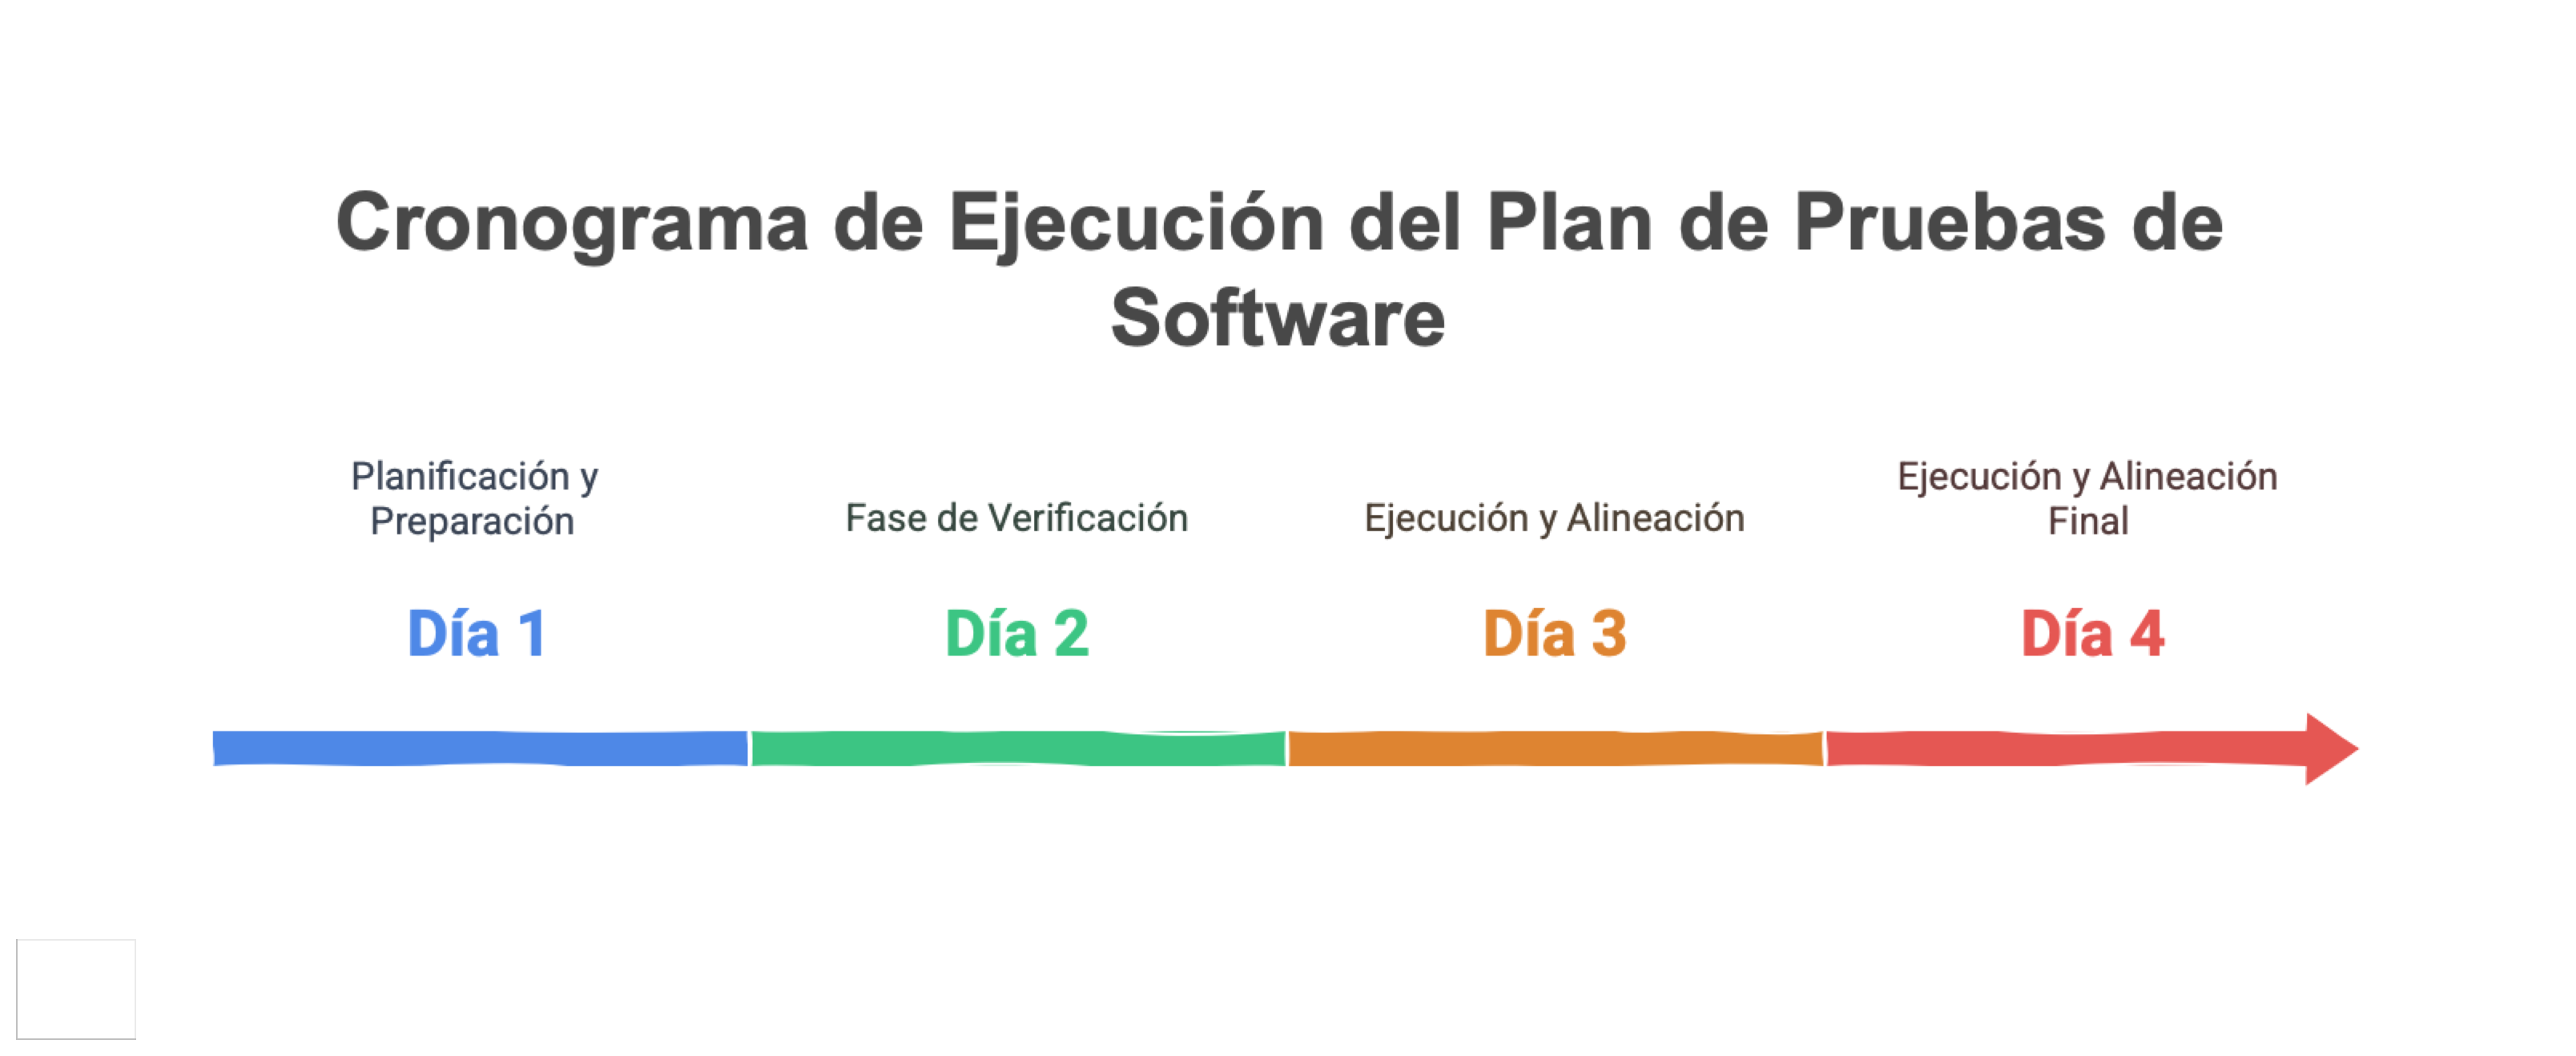 Cronograma de Ejecución del Plan de Pruebas de
Software
Planificación y
Preparación
Fase de Verificación
Ejecución y Alineación
Ejecución y Alineación
Final
Día 1
Día 2
Día 3
Día 4